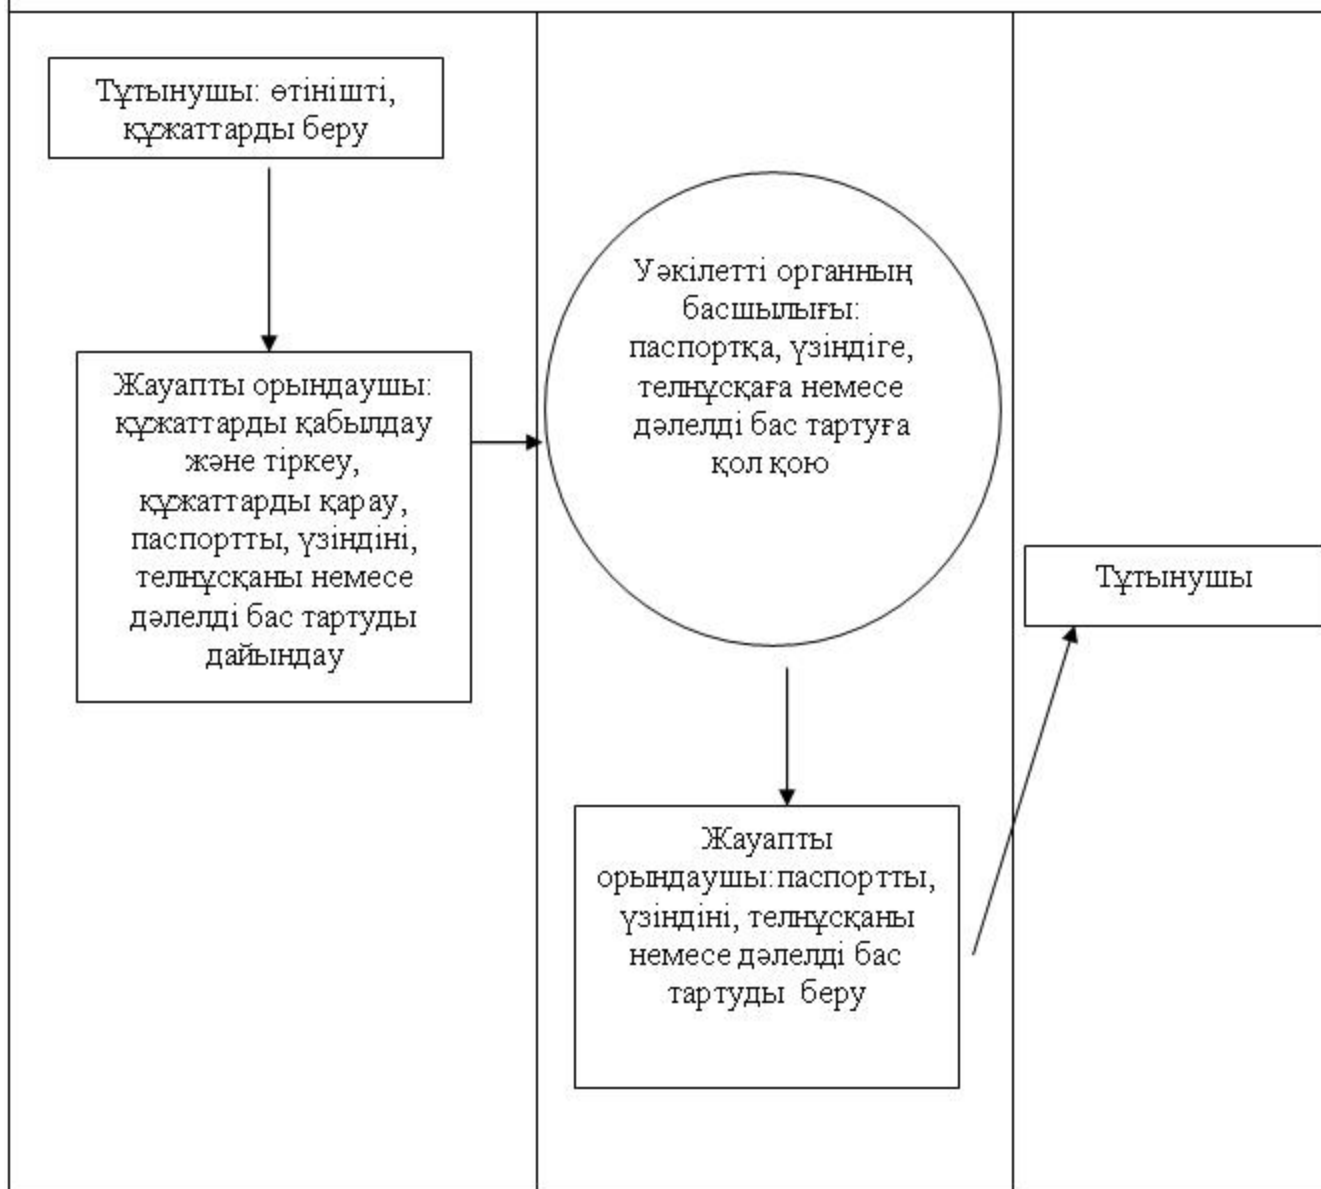 Тұтынушы: өтінішті,
құжаттарды беру
Жауапты орындаушы:
құжаттарды қабылдау
және тіркеу,
құжаттарды қарау,
паспортты, үзіндіні,
телнұсқаны немесе
дәлелді бас тартуды
дайындау
Уәкілетті органның
басшылығы:
паспортқа, үзіндіге,
телнұсқаға немесе
дәлелді бас тартуға
қол қою
Жауапты
орындаушы:паспортты,
үзіндіні, телнұсқаны
немесе дәлелді бас
тартуды беру
Тұтынушы